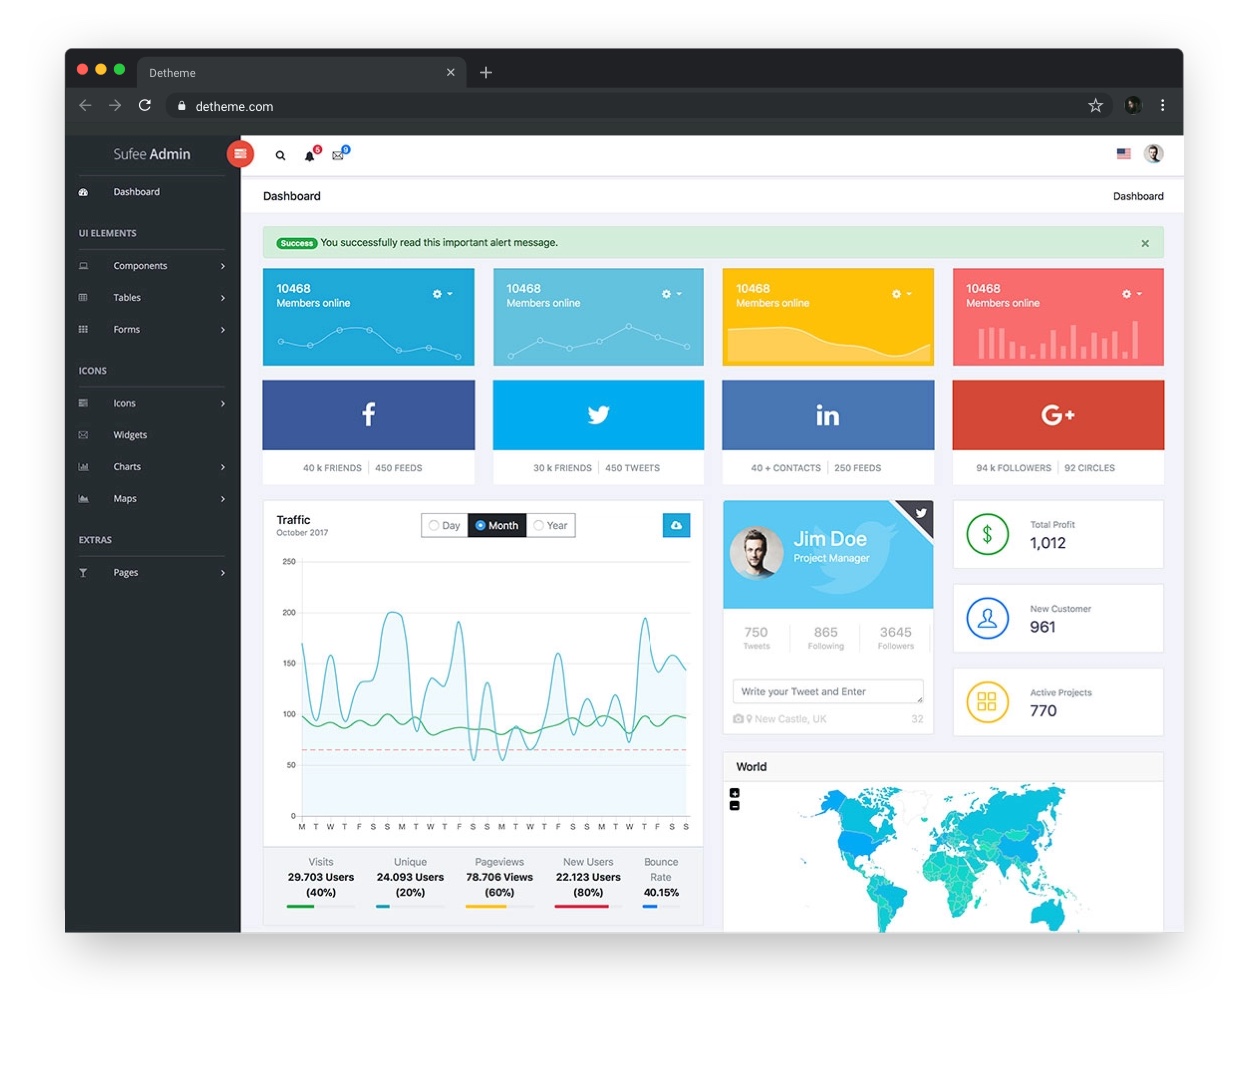 Detheme
detheme.com
Sufee Admin
5
9
Dashboard
Dashboard
Dashboard
UI ELEMENTS
Components
Tables
Forms
ICONS
Icons
Widgets
Charts
Maps
EXTRAS
Pages
Success You successfully read this important alert message.
10468
Members online
10468
Members online
10468
Members online
10468
Members online
40 k FRIENDS
450 FEEDS
30 k FRIENDS
450 TWEETS
40 + CONTACTS
250 FEEDS
94 k FOLLOWERS
92 CIRCLES
Traffic
October 2017
Day
Month
Year
250
200
150
100
50
0
M T W T F S S M T W T F S S M T W T F S S M T W T F S S
Visits
29.703 Users
(40%)
Unique
24.093 Users
(20%)
Pageviews
78.706 Views
(60%)
New Users
22.123 Users
(80%)
Bounce
Rate
40.15%
Jim Doe
Project Manager
750
Tweets
865
Following
3645
Followers
Write your Tweet and Enter
New Castle, UK
32
Total Profit
1,012
New Customer
961
Active Projects
770
World